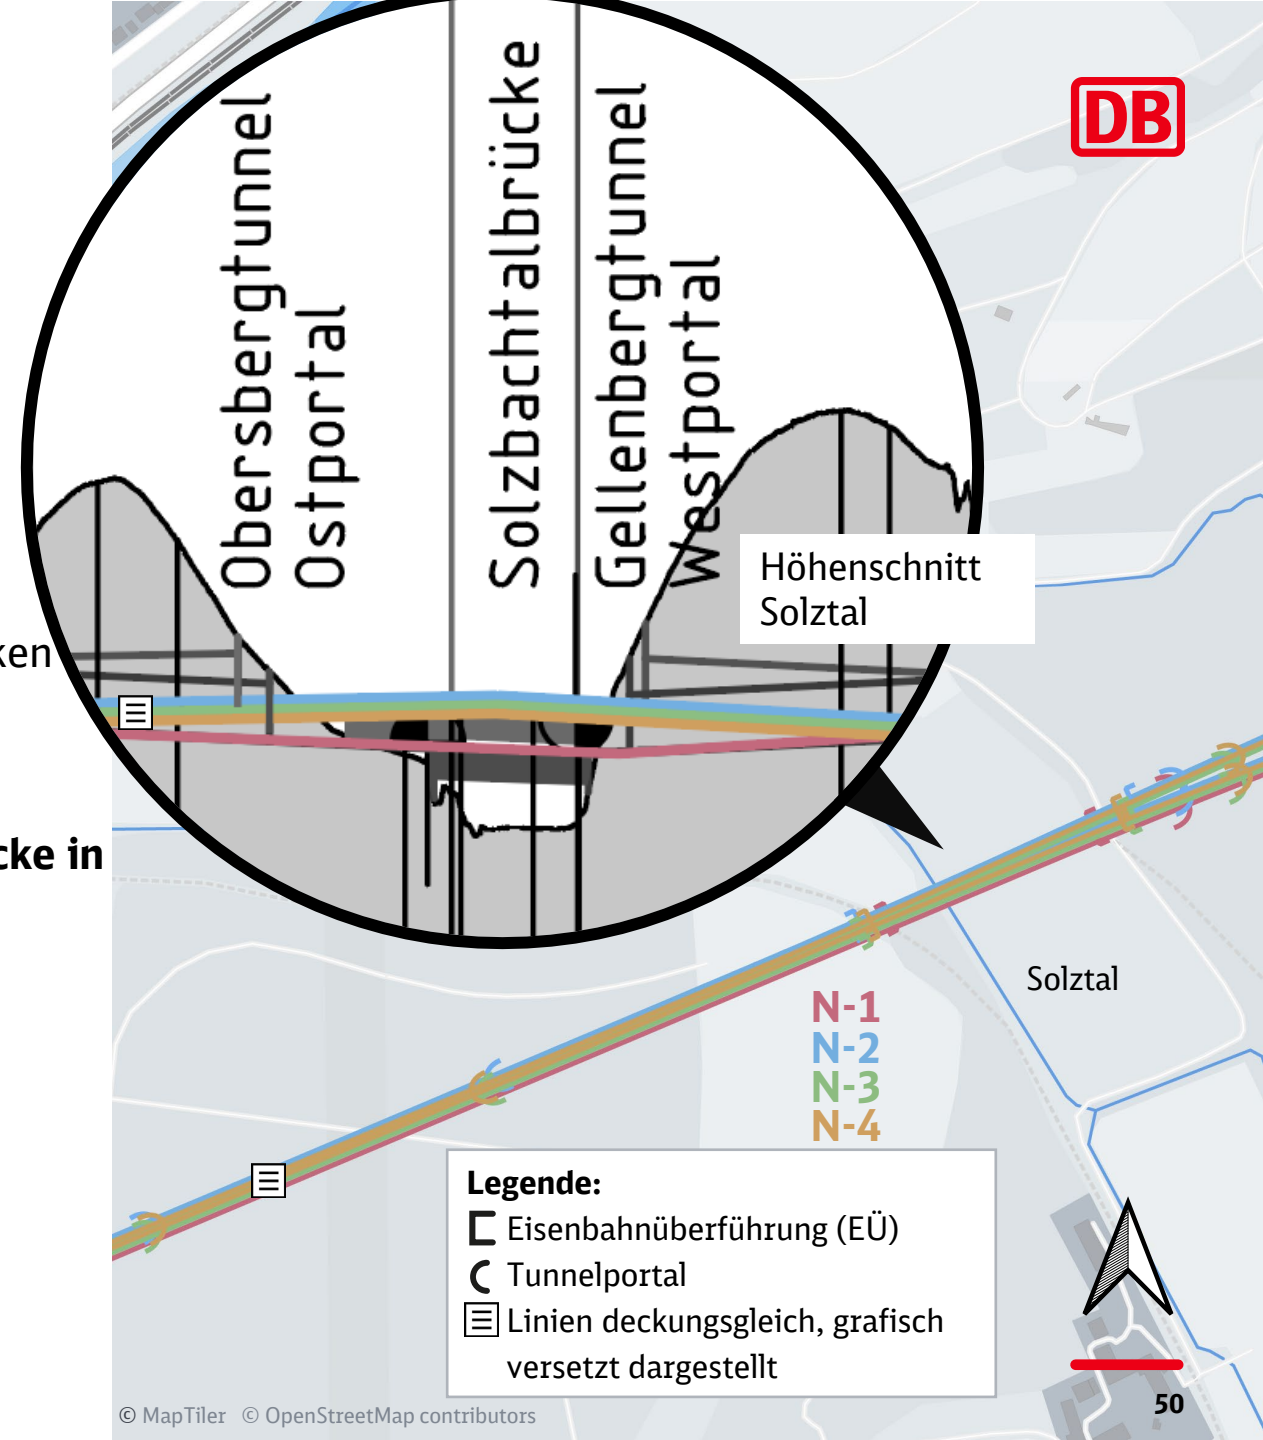 DB
Obersbergtunnel
Ostportal
Solzbachtalbrücke
Gellenbergtunnel
Westportal
Höhenschnitt
Solztal
ken
cke in
Solztal
N-1
N-2
N-3
N-4
Legende:
Eisenbahnüberführung (EÜ)
Tunnelportal
Linien deckungsgleich, grafisch
versetzt dargestellt
50
© MapTiler © OpenStreetMap contributors